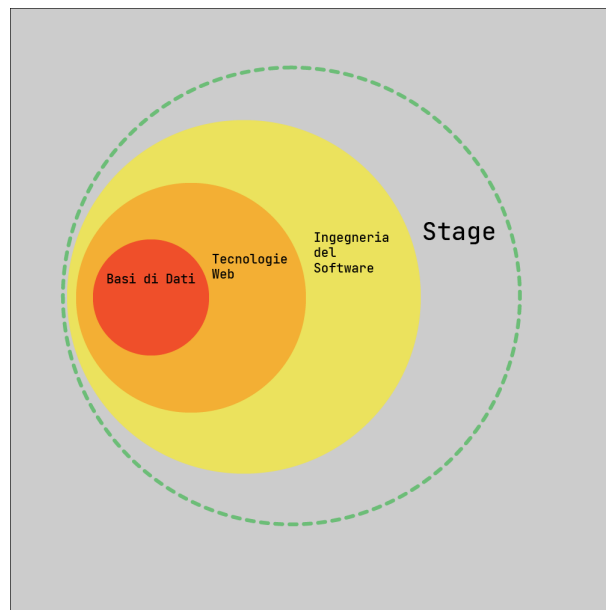 Basi di Dati
Tecnologie
Web
Ingegneria
del
Software
Stage